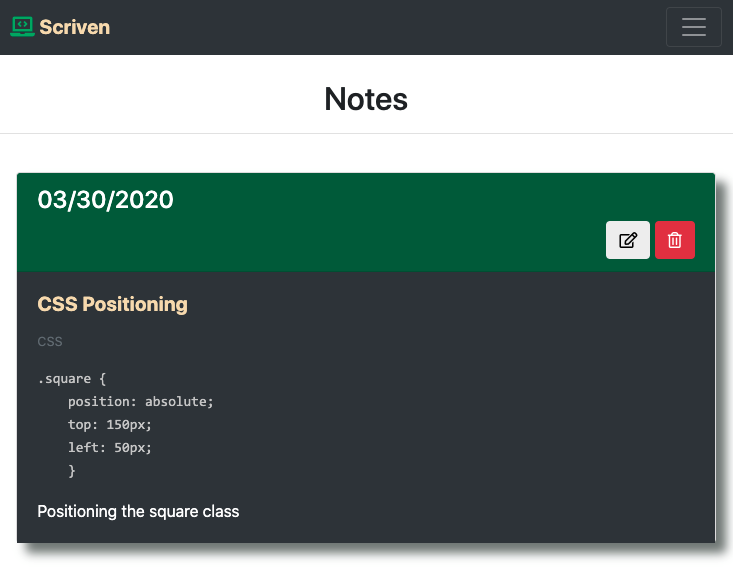 Scriven
Notes
03/30/2020
CSS Positioning
CSS
.square {
    position: absolute;
    top: 150px;
    left: 50px;
    }
Positioning the square class